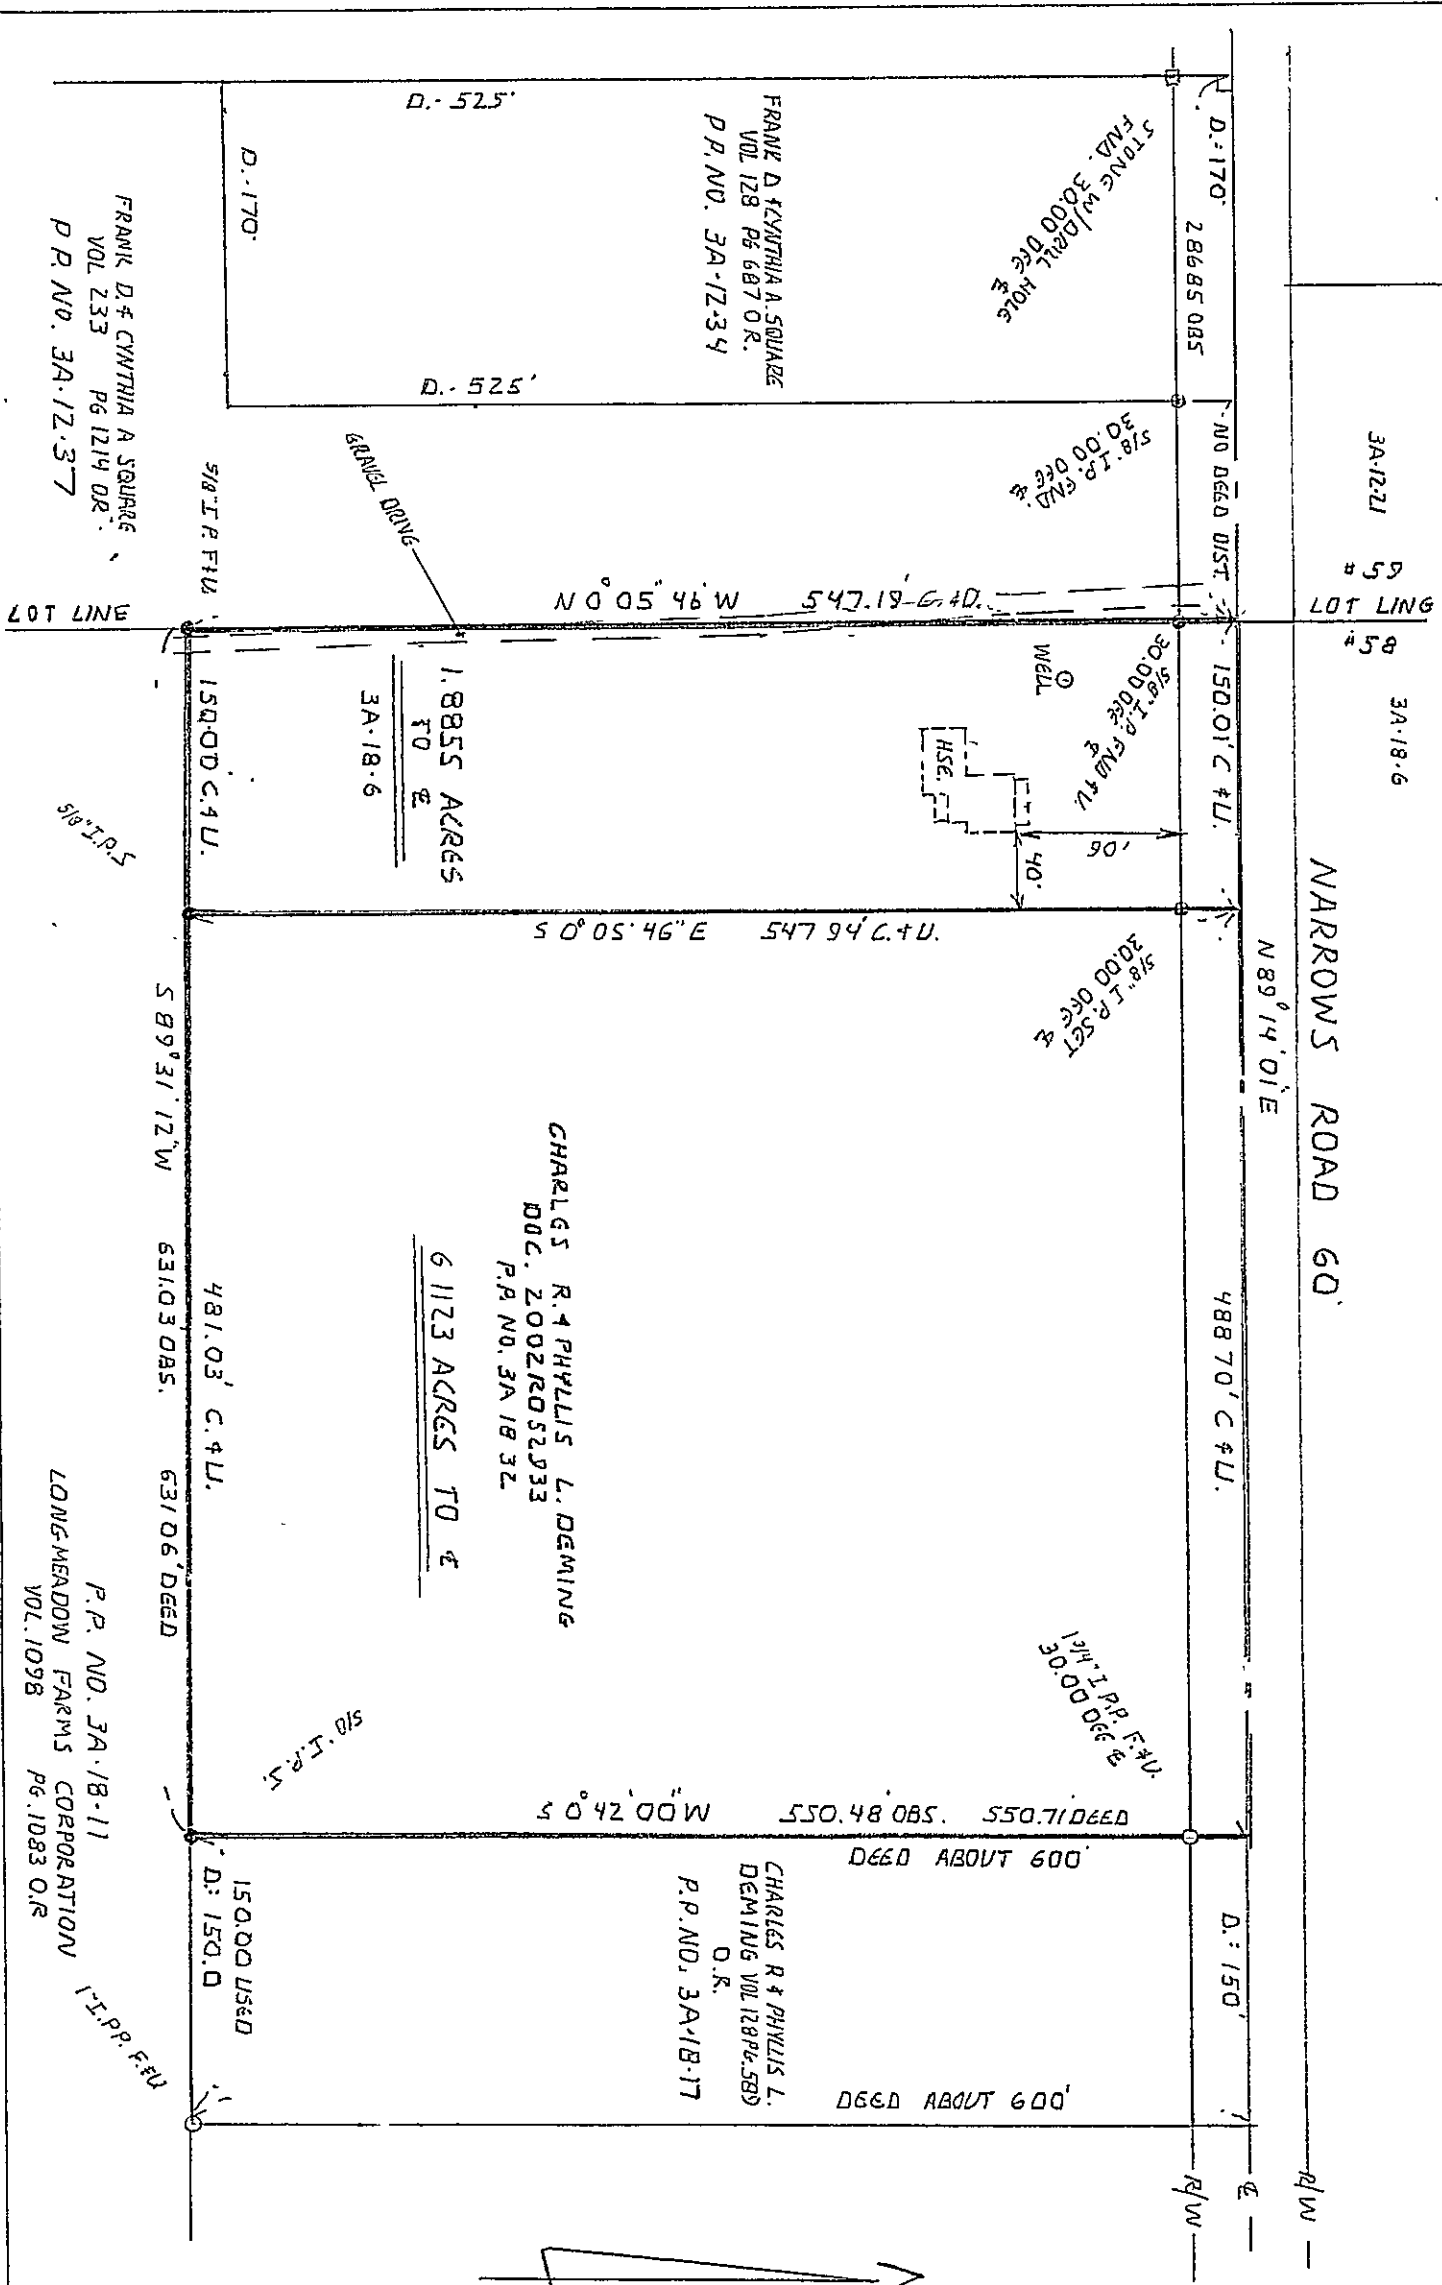 3A-12-21
#59
LOT LINE
#58
3A-18-6
NARROWS ROAD 60'
N 89° 14' 01" E
R/W
℄
R/W
D.=170'
286.85 OBS
NO DEED DIST.
150.01' C. & U.
488.70' C. & U.
D.=150'
STONE W/DRILL HOLE
FND. 30.00 OFF ℄
5/8" I.P. FND.
30.00 OFF ℄
5/8" I.P. FND. & U.
30.00 OFF ℄
5/8" I.P. SET
30.00 OFF ℄
1 3/4" I.P.P. F. & U.
30.00 OFF ℄
WELL
HSE.
90'
40'
FRANK D. & CYNTHIA A. SQUARE
VOL 128 PG 687 O.R.
P.P. NO. 3A-12-34
D.- 525'
D.- 525'
D.-170'
GRAVEL DRIVE
N 0° 05' 46" W 547.19 C. & D.
1.8855 ACRES
TO ℄
3A-18-6
S 0° 05' 46" E 547.94' C. & U.
CHARLES R. & PHYLLIS L. DEMING
DOC. 2002R052933
P.P. NO. 3A 18 32
6.1123 ACRES TO ℄
S 0° 42' 00" W 550.48' OBS. 550.71' DEED
DEED ABOUT 600'
CHARLES R & PHYLLIS L.
DEMING VOL 128 PG. 589
O.R.
P.P. NO. 3A-18-17
DEED ABOUT 600'
5/8" I.P. F. & U.
150.00 C. & U.
481.03' C. & U.
5/8" I.P.S.
150.00 USED
D.= 150.0
LOT LINE
5/8" I.P.S
S 89° 31' 12" W 631.03 OBS. 631.06' DEED
1" I.P.P. F. & U
FRANK D. & CYNTHIA A SQUARE
VOL 233 PG 1214 OR.
P.P. NO. 3A-12-37
P.P. NO. 3A-18-11
LONGMEADOW FARMS CORPORATION
VOL. 1098 PG. 1083 O.R